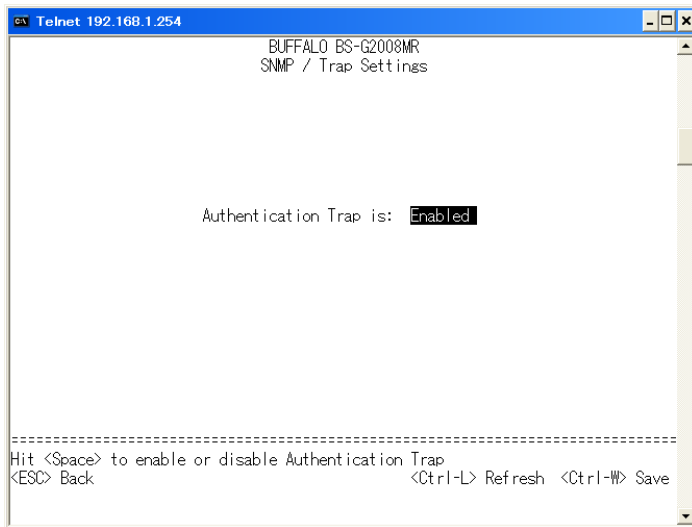 Telnet 192.168.1.254
BUFFALO BS-G2008MR
SNMP / Trap Settings
Authentication Trap is: Enabled
================================================================================
Hit <Space> to enable or disable Authentication Trap
<ESC> Back <Ctrl-L> Refresh <Ctrl-W> Save